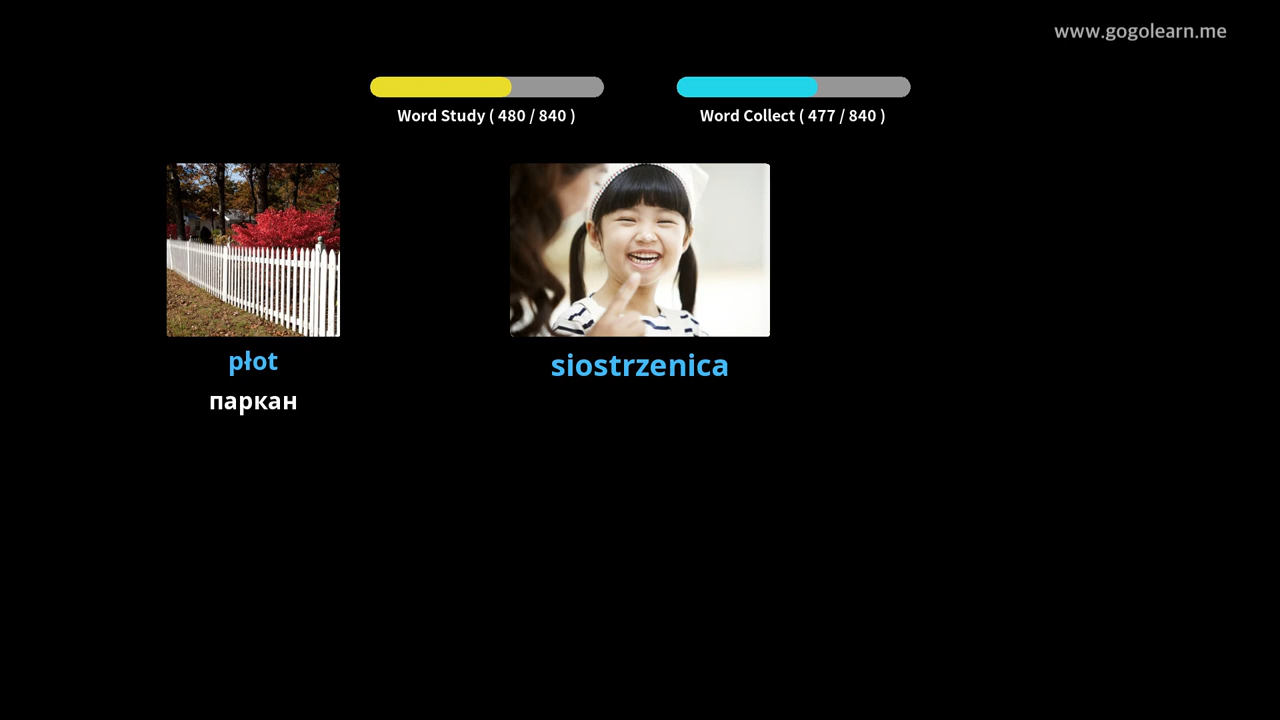 www.gogolearn.me
Word Study ( 480 / 840 )
Word Collect ( 477 / 840 )
płot
паркан
siostrzenica